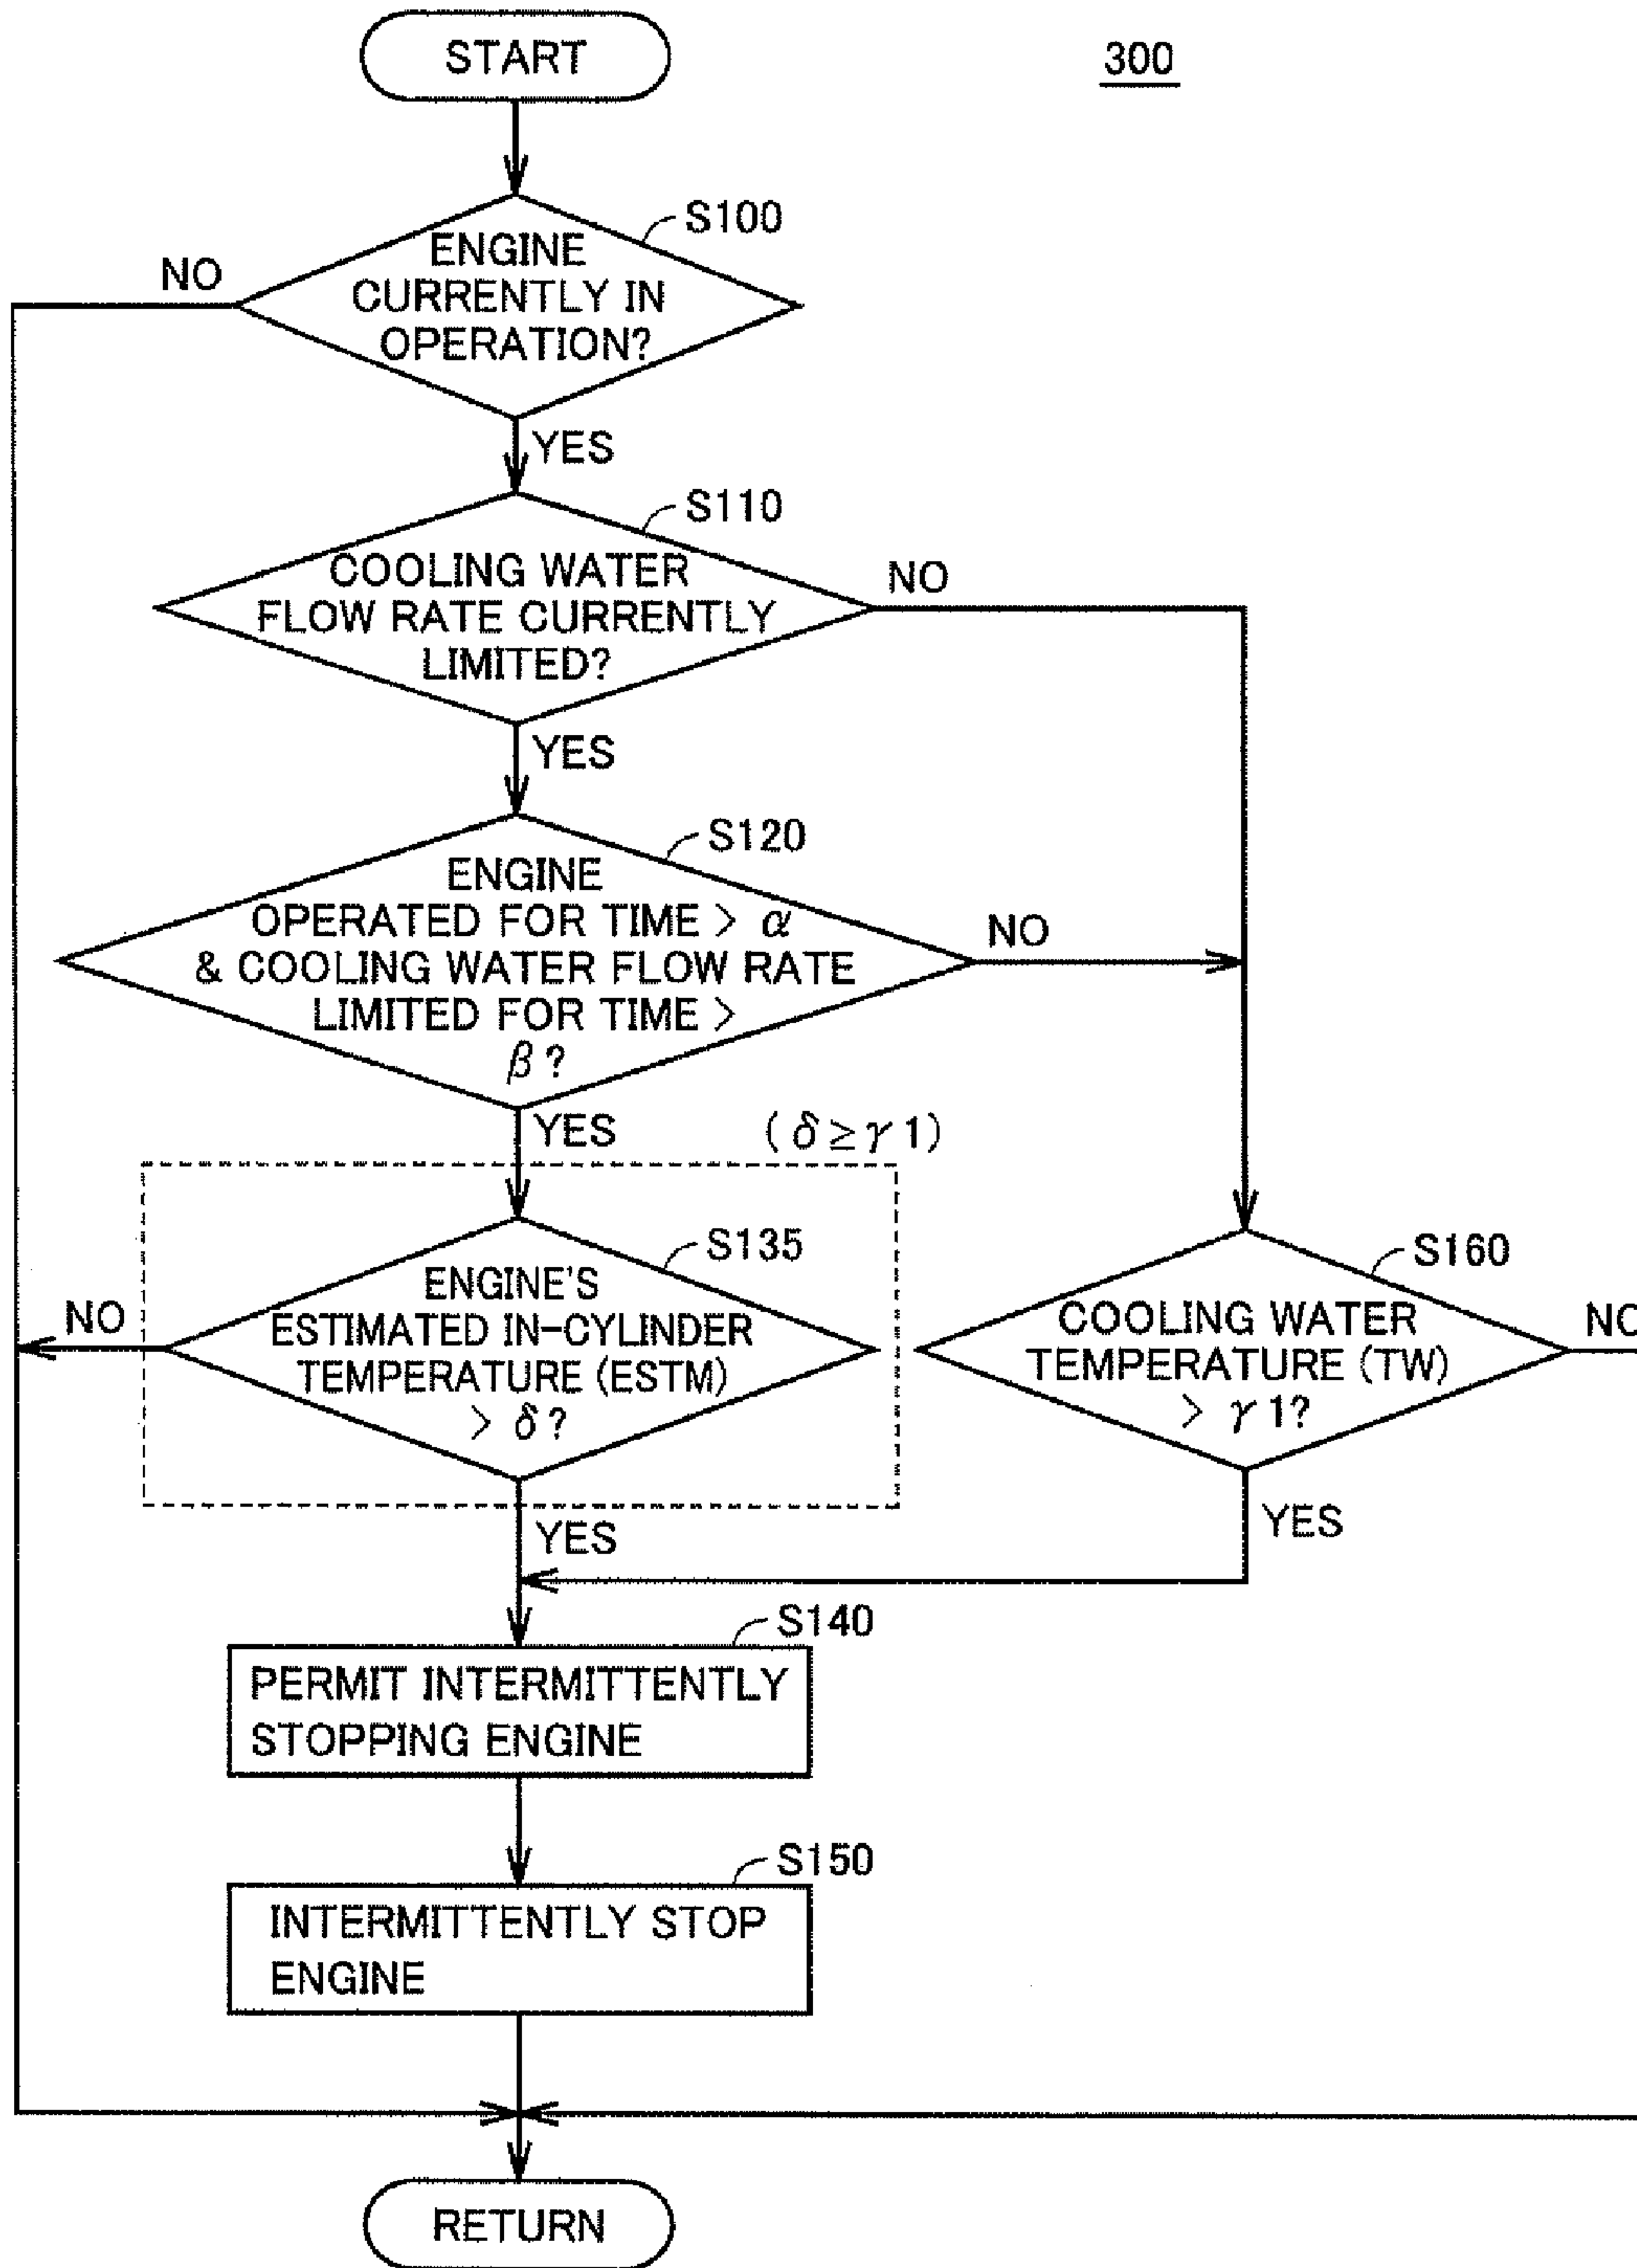 START
300
S100
ENGINE
CURRENTLY IN
OPERATION?
NO
YES
S110
COOLING WATER
FLOW RATE CURRENTLY
LIMITED?
NO
YES
S120
ENGINE
OPERATED FOR TIME > α
& COOLING WATER FLOW RATE
LIMITED FOR TIME >
β?
NO
YES
(δ ≥ γ1)
S135
ENGINE'S
ESTIMATED IN-CYLINDER
TEMPERATURE (ESTM)
> δ?
NO
YES
S160
COOLING WATER
TEMPERATURE (TW)
> γ1?
NO
YES
S140
PERMIT INTERMITTENTLY
STOPPING ENGINE
S150
INTERMITTENTLY STOP
ENGINE
RETURN